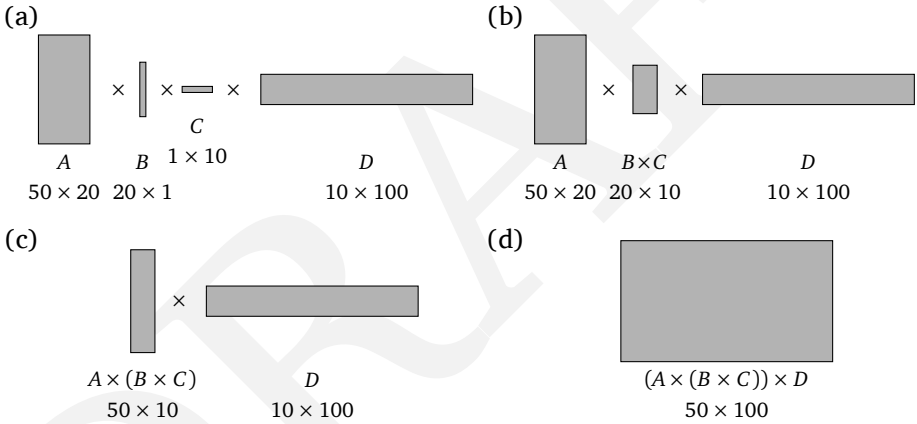 (a)
× × ×
A B C D
50 × 20 20 × 1 1 × 10 10 × 100
(b)
× ×
A B×C D
50 × 20 20 × 10 10 × 100
(c)
×
A × (B × C) D
50 × 10 10 × 100
(d)
(A × (B × C)) × D
50 × 100